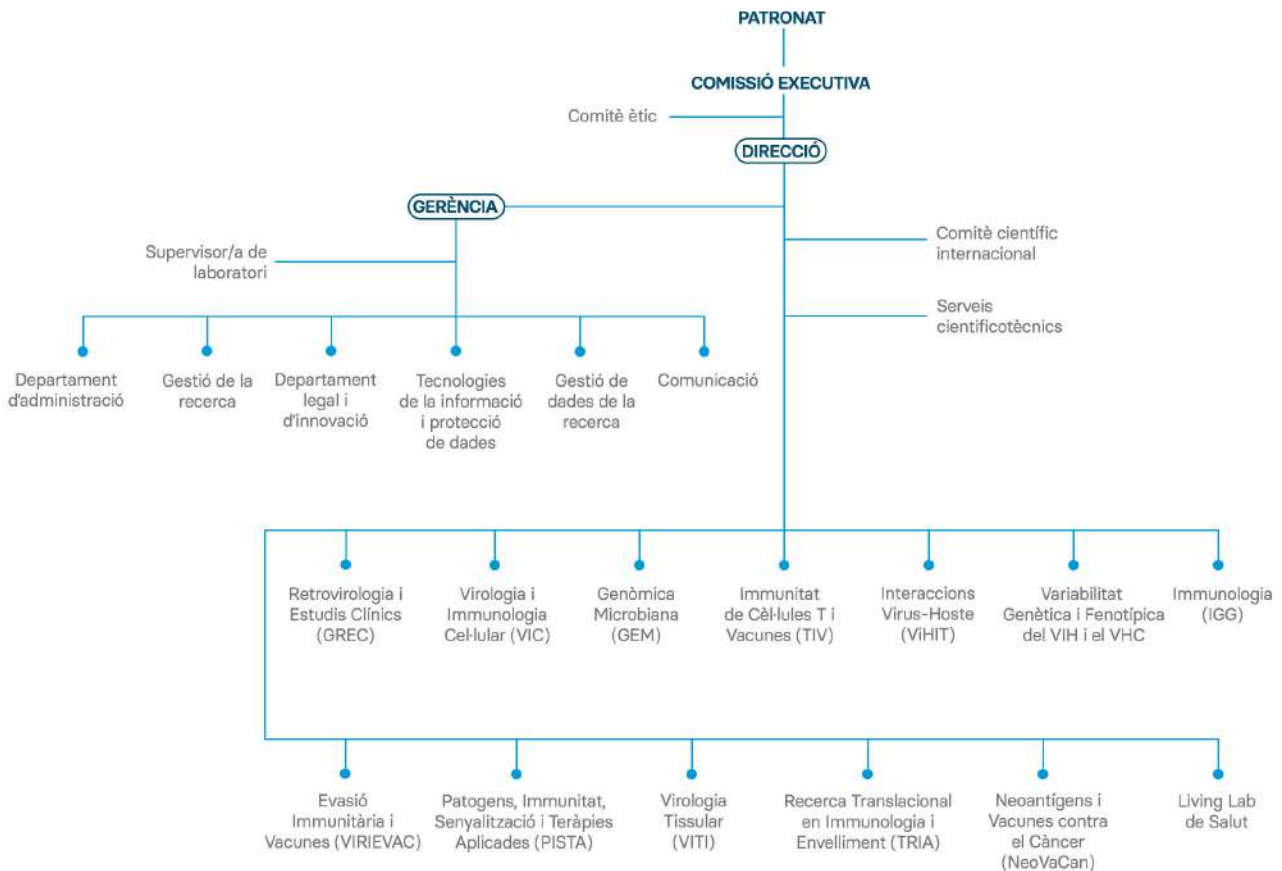 PATRONAT
COMISSIÓ EXECUTIVA
Comitè ètic
DIRECCIÓ
GERÈNCIA
Comitè científic
internacional
Supervisor/a de
laboratori
Serveis
cientificotècnics
Departament
d'administració
Gestió de la
recerca
Departament
legal i
d'innovació
Tecnologies
de la informació
i protecció
de dades
Gestió de
dades de la
recerca
Comunicació
Retrovirologia i
Estudis Clínics
(GREC)
Virologia i
Immunologia
Cel·lular (VIC)
Genòmica
Microbiana
(GEM)
Immunitat
de Cèl·lules T i
Vacunes (TIV)
Interaccions
Virus-Hoste
(ViHIT)
Variabilitat
Genètica i Fenotípica
del VIH i el VHC
Immunologia
(IGG)
Evasió
Immunitària i
Vacunes (VIRIEVAC)
Patogens, Immunitat,
Senyalització i Teràpies
Aplicades (PISTA)
Virologia
Tissular
(VITI)
Recerca Translacional
en Immunologia i
Envelliment (TRIA)
Neoantígens i
Vacunes contra
el Càncer
(NeoVaCan)
Living Lab
de Salut